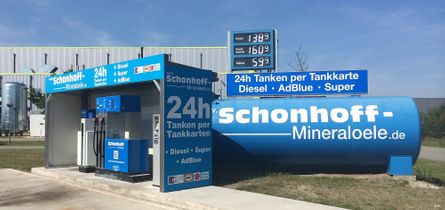 138⁹
160⁹
59⁹
24h Tanken per Tankkarte
Diesel • AdBlue • Super
Schonhoff-
Mineraloele.de
24h
• Diesel
• Super
• AdBlue
Schonhoff-
Mineraloele
24h
Tanken per
Tankkarten
• Diesel • Super
• AdBlue
Schonhoff-
Mineraloele.de